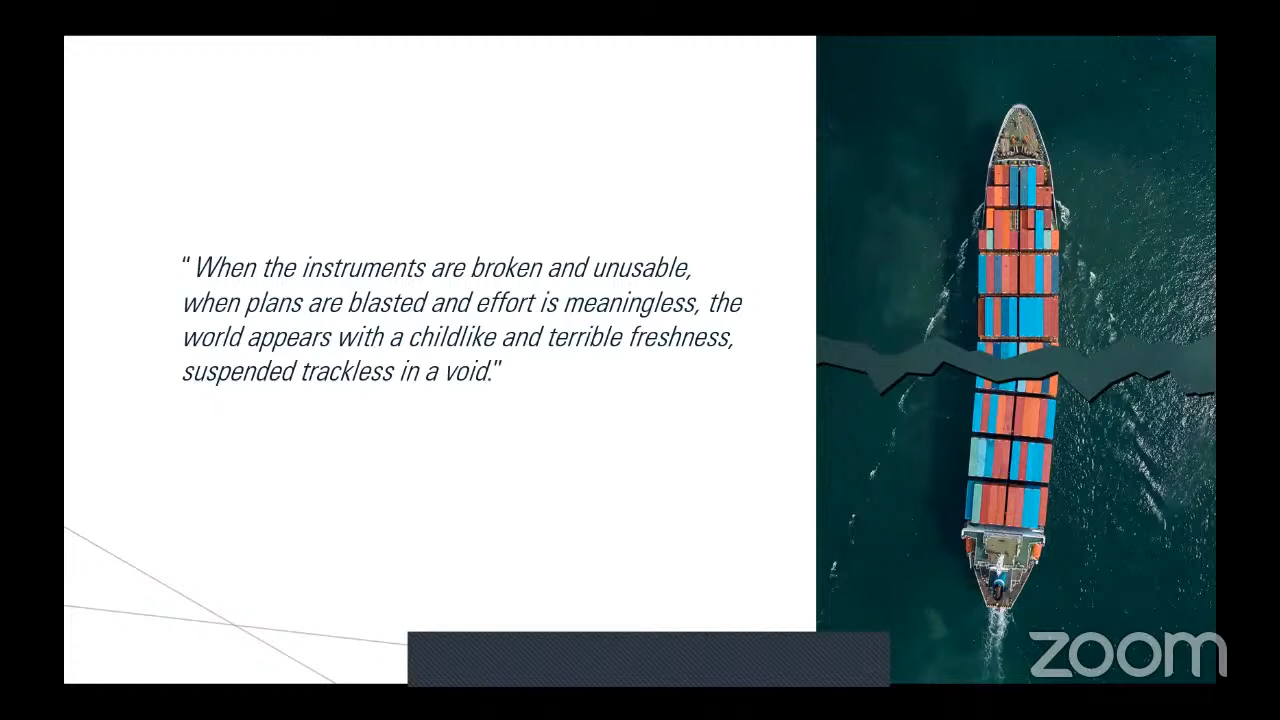 “ When the instruments are broken and unusable,
when plans are blasted and effort is meaningless, the
world appears with a childlike and terrible freshness,
suspended trackless in a void.”
zoom